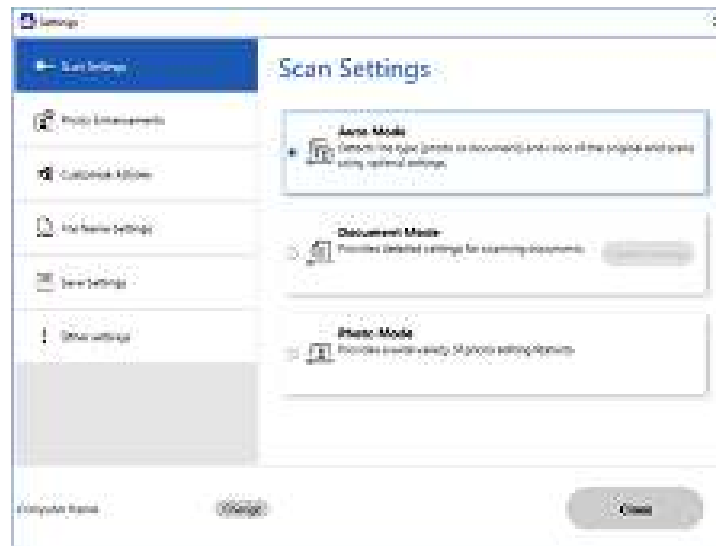 Settings
Scan Settings
Photo Enhancements
Customize Actions
File Name Settings
Save Settings
Other settings
Scan Settings
Auto Mode
Detects the type (photo or document) and size of the original and scans
using optimal settings.
Document Mode
Provides detailed settings for scanning documents.
Photo Mode
Provides a wide variety of photo editing features.
Computer Name
Change
Close